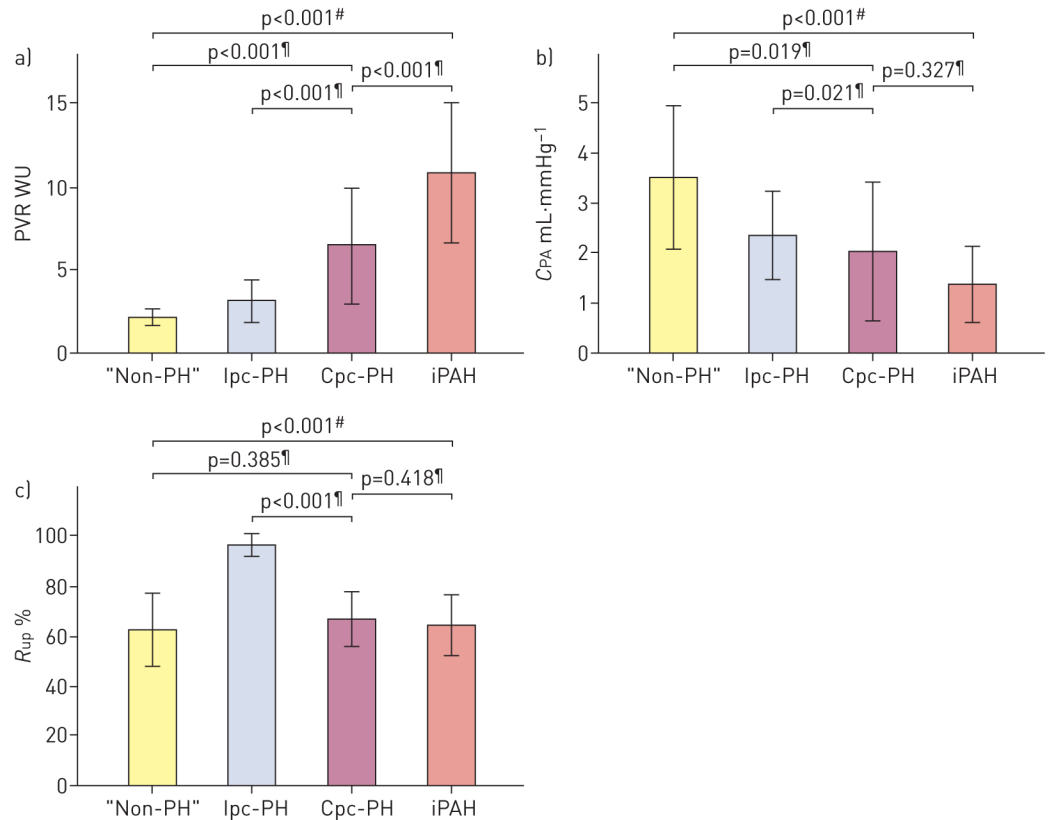 p<0.001#
a)
p<0.001¶
p<0.001¶
p<0.001¶
PVR WU
15
10
5
0
"Non-PH" Ipc-PH Cpc-PH iPAH
p<0.001#
b)
p=0.019¶
p=0.327¶
p=0.021¶
CPA mL·mmHg−1
5
4
3
2
1
0
"Non-PH" Ipc-PH Cpc-PH iPAH
p<0.001#
p=0.385¶
c)
p=0.418¶
p<0.001¶
Rup %
100
80
60
40
20
0
"Non-PH" Ipc-PH Cpc-PH iPAH